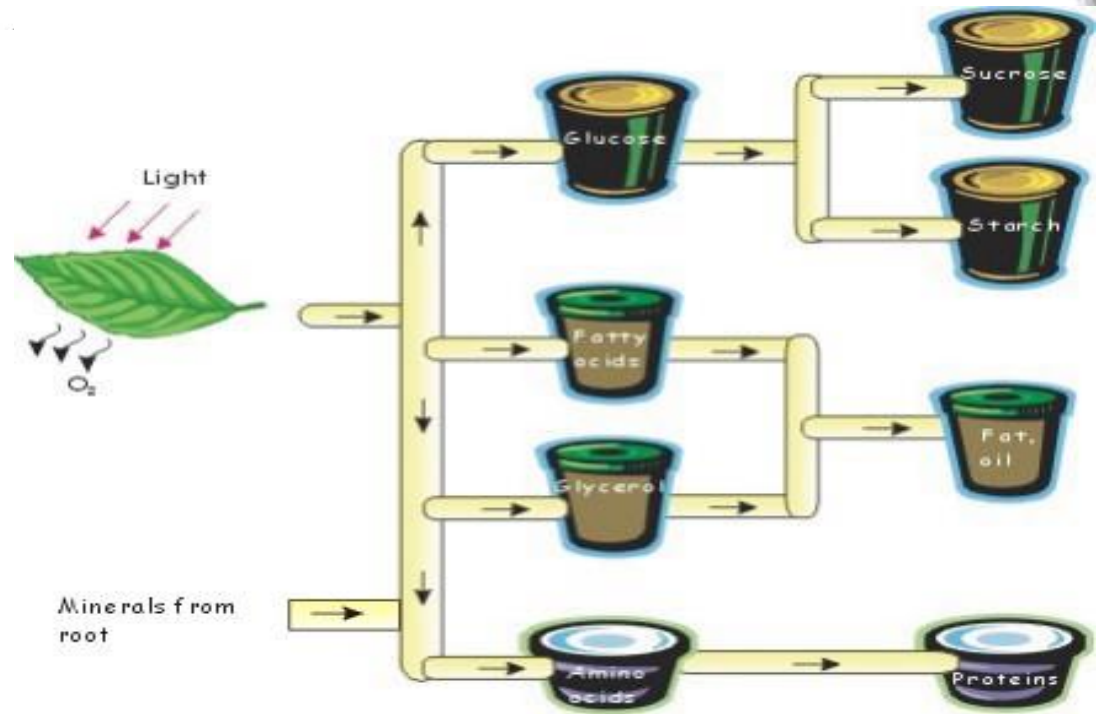 Sucrose
Glucose
Light
Starch
Fatty
acids
O₂
Fat,
oil
Glycerol
Minerals from
root
Amino
acids
Proteins